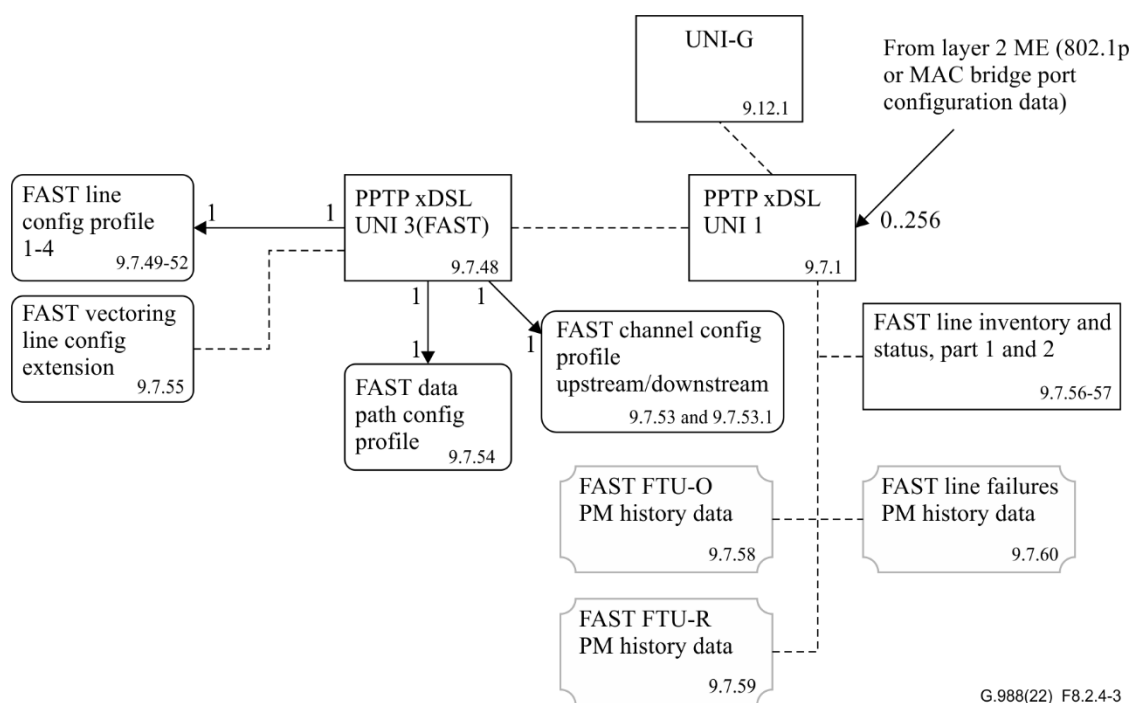 UNI-G
9.12.1
From layer 2 ME (802.1p
or MAC bridge port
configuration data)
FAST line
config profile
1-4
9.7.49-52
1
1
PPTP xDSL
UNI 3(FAST)
9.7.48
PPTP xDSL
UNI 1
9.7.1
0..256
FAST vectoring
line config
extension
9.7.55
1
1
1
1
FAST data
path config
profile
9.7.54
FAST channel config
profile
upstream/downstream
9.7.53 and 9.7.53.1
FAST line inventory and
status, part 1 and 2
9.7.56-57
FAST FTU-O
PM history data
9.7.58
FAST line failures
PM history data
9.7.60
FAST FTU-R
PM history data
9.7.59
G.988(22)_F8.2.4-3